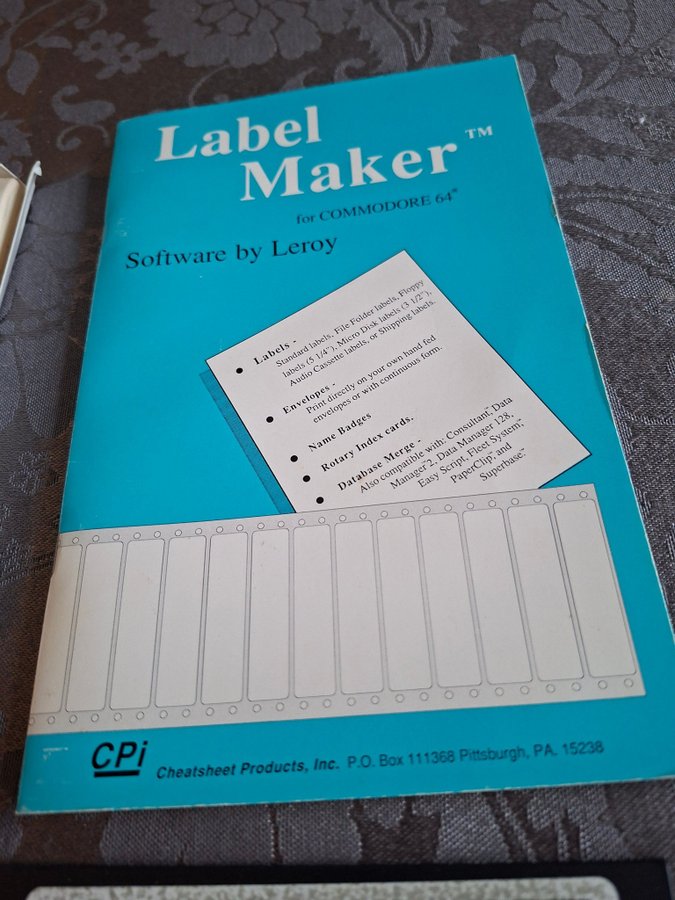 Label
Maker™
for COMMODORE 64®
Software by Leroy
• Labels -
Standard labels, File Folder labels, Floppy
labels (5 1/4"), Micro Disk labels (3 1/2"),
Audio Cassette labels, or Shipping labels.
• Envelopes -
Print directly on your own hand fed
envelopes or with continuous form.
• Name Badges
• Rotary Index cards.
• Database Merge -
Also compatible with: Consultant, Data
Manager 2, Data Manager 128,
Easy Script, Fleet System,
PaperClip, and
Superbase.
CPi
Cheatsheet Products, Inc. P.O. Box 111368 Pittsburgh, PA. 15238